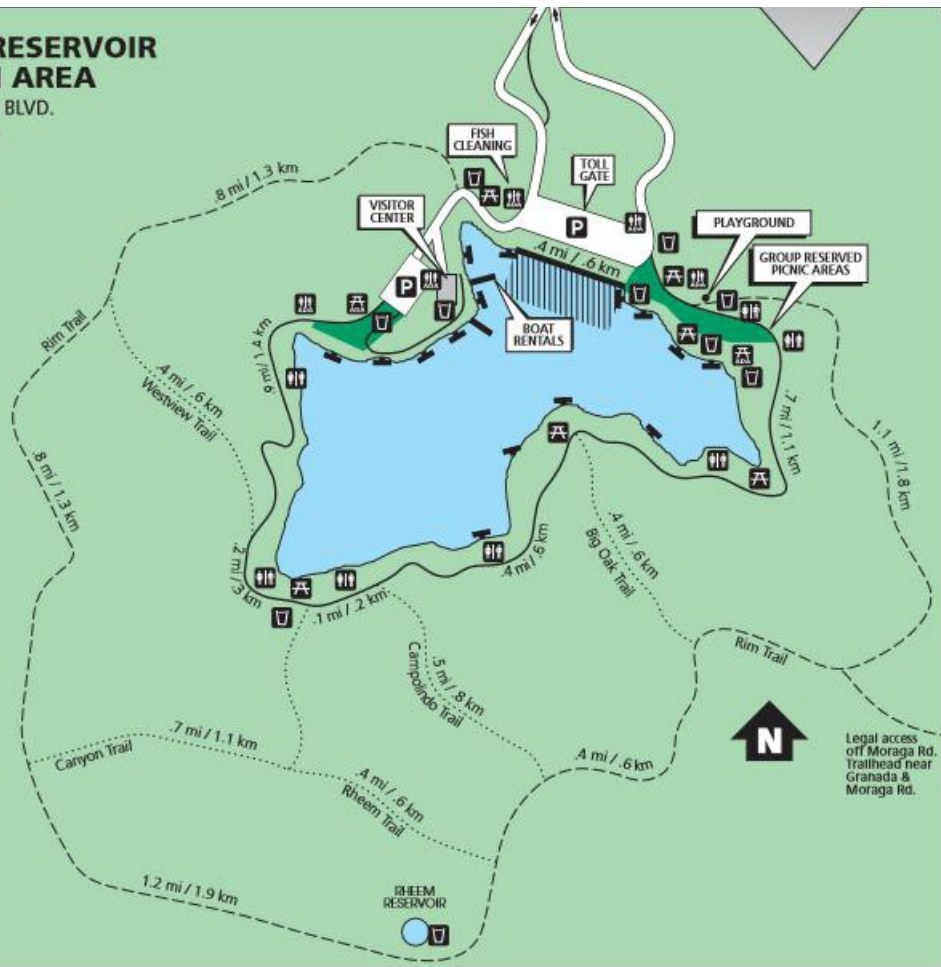 RESERVOIR
AREA
BLVD.
FISH
CLEANING
TOLL
GATE
.8 mi / 1.3 km
VISITOR
CENTER
ADA
P
ADA
PLAYGROUND
.4 mi / .6 km
GROUP RESERVED
PICNIC AREAS
ADA
ADA
P
ADA
BOAT
RENTALS
Rim Trail
.9 mi / 1.4 km
ADA
.4 mi / .6 km
Westview Trail
.7 mi / 1.1 km
1.1 mi / 1.8 km
.8 mi / 1.3 km
.2 mi / .3 km
.4 mi / .6 km
.4 mi / .6 km
Big Oak Trail
.1 mi / .2 km
Rim Trail
.5 mi / .8 km
Campolindo Trail
N
Legal access
off Moraga Rd.
Trailhead near
Granada &
Moraga Rd.
.7 mi / 1.1 km
Canyon Trail
.4 mi / .6 km
.4 mi / .6 km
Rheem Trail
1.2 mi / 1.9 km
RHEEM
RESERVOIR